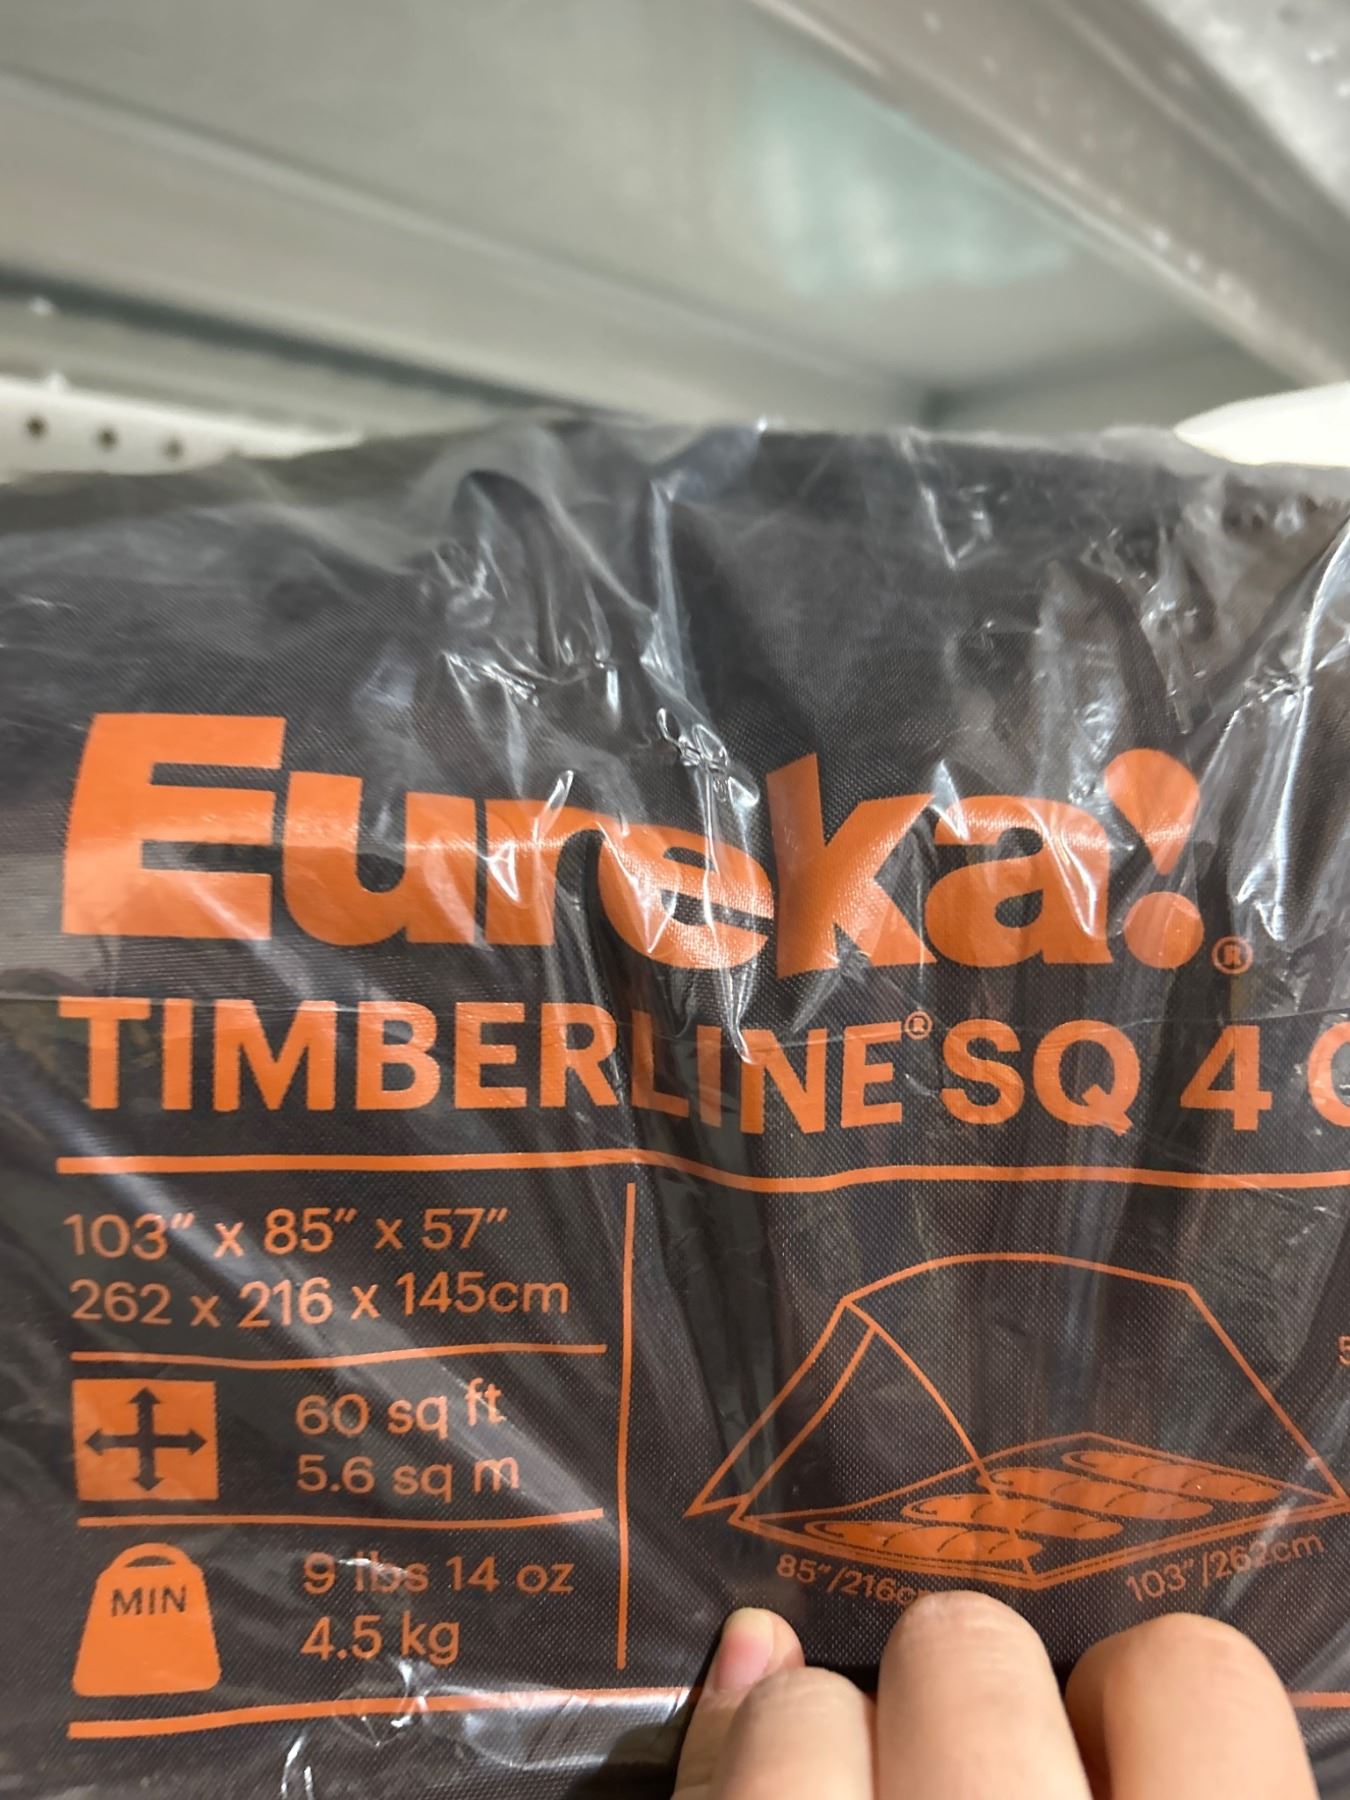 Eureka!®
TIMBERLINE® SQ 4
103" x 85" x 57"
262 x 216 x 145cm
60 sq ft
5.6 sq m
MIN
9 lbs 14 oz
4.5 kg
85"/216c
103"/262cm